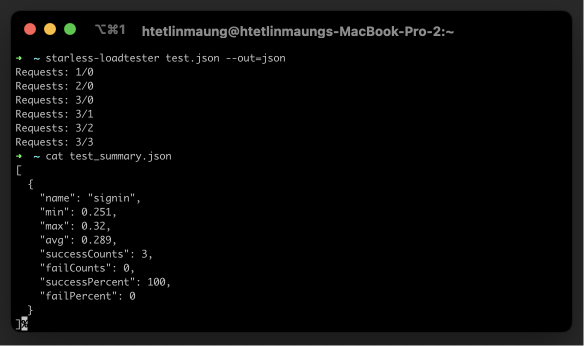 ⌥⌘1 htetlinmaung@htetlinmaungs-MacBook-Pro-2:~
➜ ~ starless-loadtester test.json --out=json
Requests: 1/0
Requests: 2/0
Requests: 3/0
Requests: 3/1
Requests: 3/2
Requests: 3/3
➜ ~ cat test_summary.json
[
  {
    "name": "signin",
    "min": 0.251,
    "max": 0.32,
    "avg": 0.289,
    "successCounts": 3,
    "failCounts": 0,
    "successPercent": 100,
    "failPercent": 0
  }
]%